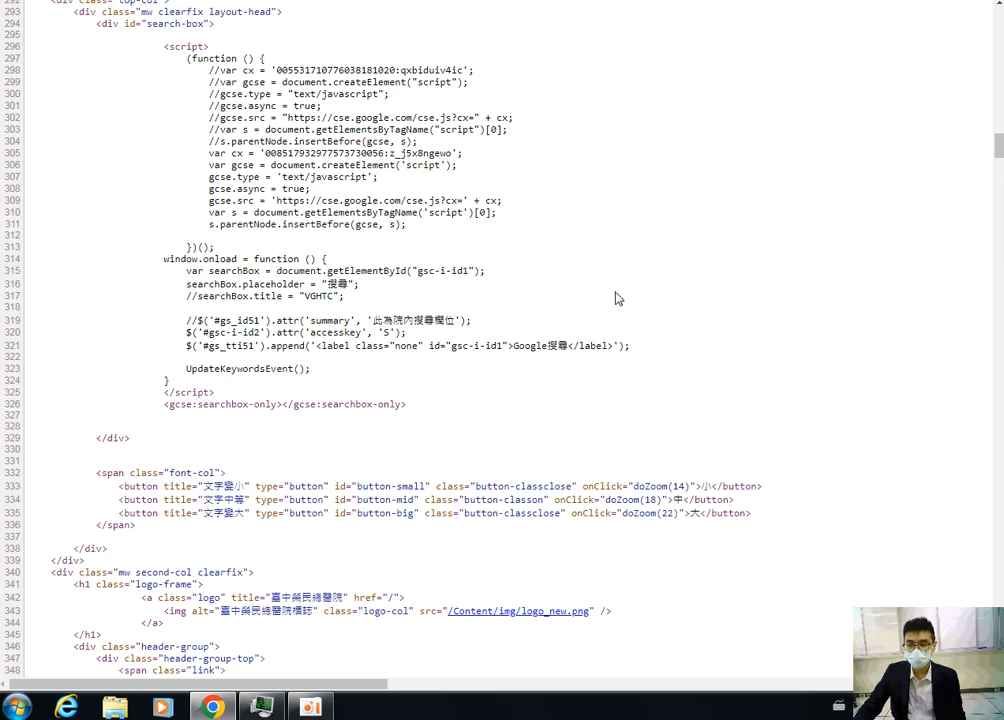 292 <div class="top-col">
293 <div class="mw clearfix layout-head">
294 <div id="search-box">
295
296 <script>
297 (function () {
298 //var cx = '005531710776038181020:qxbiduiv4ic';
299 //var gcse = document.createElement("script");
300 //gcse.type = "text/javascript";
301 //gcse.async = true;
302 //gcse.src = "https://cse.google.com/cse.js?cx=" + cx;
303 //var s = document.getElementsByTagName("script")[0];
304 //s.parentNode.insertBefore(gcse, s);
305 var cx = '008517932977573730056:z_j5x8ngewo';
306 var gcse = document.createElement('script');
307 gcse.type = 'text/javascript';
308 gcse.async = true;
309 gcse.src = 'https://cse.google.com/cse.js?cx=' + cx;
310 var s = document.getElementsByTagName('script')[0];
311 s.parentNode.insertBefore(gcse, s);
312
313 })();
314 window.onload = function () {
315 var searchBox = document.getElementById("gsc-i-id1");
316 searchBox.placeholder = "搜尋";
317 //searchBox.title = "VGHTC";
318
319 //$('#gs_id51').attr('summary', '此為院內搜尋欄位');
320 $('#gsc-i-id2').attr('accesskey', 'S');
321 $('#gs_tti51').append('<label class="none" id="gsc-i-id1">Google搜尋</label>');
322
323 UpdateKeywordsEvent();
324 }
325 </script>
326 <gcse:searchbox-only></gcse:searchbox-only>
327
328
329 </div>
330
331
332 <span class="font-col">
333 <button title="文字變小" type="button" id="button-small" class="button-classclose" onClick="doZoom(14)">小</button>
334 <button title="文字中等" type="button" id="button-mid" class="button-classon" onClick="doZoom(18)">中</button>
335 <button title="文字變大" type="button" id="button-big" class="button-classclose" onClick="doZoom(22)">大</button>
336 </span>
337
338 </div>
339 </div>
340 <div class="mw second-col clearfix">
341 <h1 class="logo-frame">
342 <a class="logo" title="臺中榮民總醫院" href="/">
343 <img alt="臺中榮民總醫院標誌" class="logo-col" src="/Content/img/logo_new.png" />
344 </a>
345 </h1>
346 <div class="header-group">
347 <div class="header-group-top">
348 <span class="link">